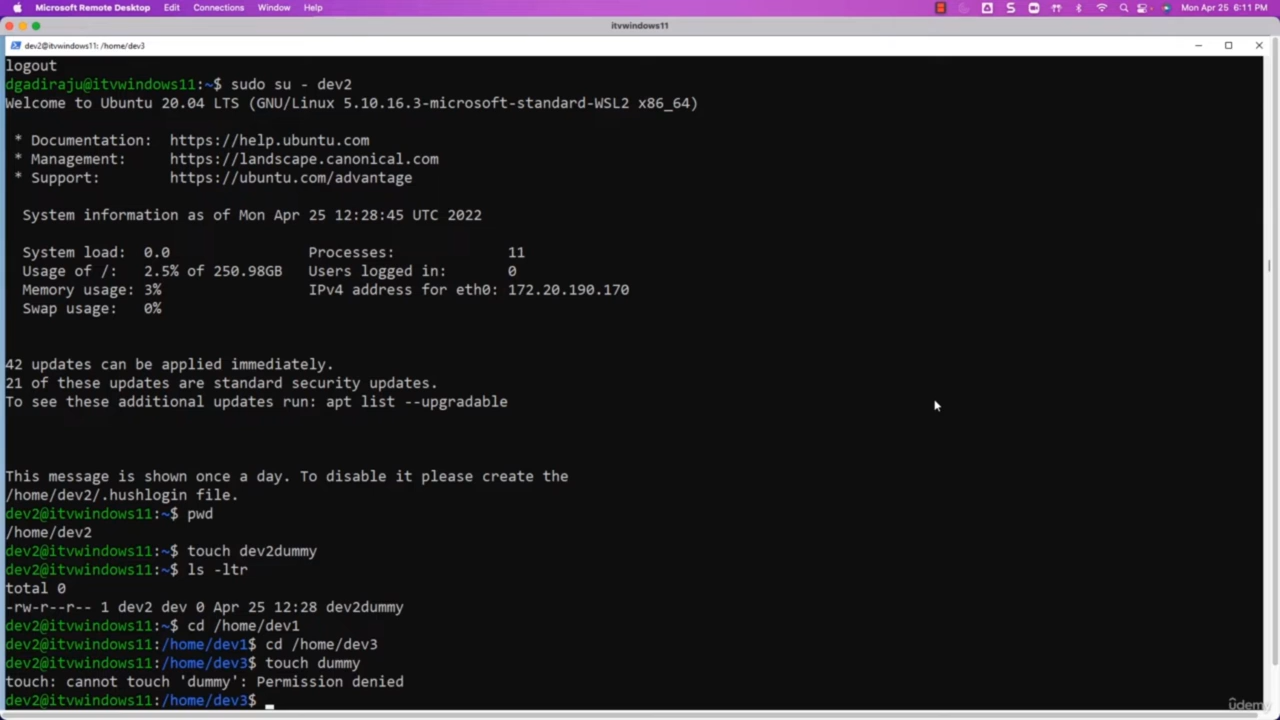 Microsoft Remote Desktop Edit Connections Window Help Mon Apr 25 6:11 PM
itvwindows11
dev2@itvwindows11: /home/dev3
logout
dgadiraju@itvwindows11:~$ sudo su - dev2
Welcome to Ubuntu 20.04 LTS (GNU/Linux 5.10.16.3-microsoft-standard-WSL2 x86_64)
* Documentation: https://help.ubuntu.com
* Management: https://landscape.canonical.com
* Support: https://ubuntu.com/advantage
System information as of Mon Apr 25 12:28:45 UTC 2022
System load: 0.0 Processes: 11
Usage of /: 2.5% of 250.98GB Users logged in: 0
Memory usage: 3% IPv4 address for eth0: 172.20.190.170
Swap usage: 0%
42 updates can be applied immediately.
21 of these updates are standard security updates.
To see these additional updates run: apt list --upgradable
This message is shown once a day. To disable it please create the
/home/dev2/.hushlogin file.
dev2@itvwindows11:~$ pwd
/home/dev2
dev2@itvwindows11:~$ touch dev2dummy
dev2@itvwindows11:~$ ls -ltr
total 0
-rw-r--r-- 1 dev2 dev 0 Apr 25 12:28 dev2dummy
dev2@itvwindows11:~$ cd /home/dev1
dev2@itvwindows11:/home/dev1$ cd /home/dev3
dev2@itvwindows11:/home/dev3$ touch dummy
touch: cannot touch 'dummy': Permission denied
dev2@itvwindows11:/home/dev3$
udemy